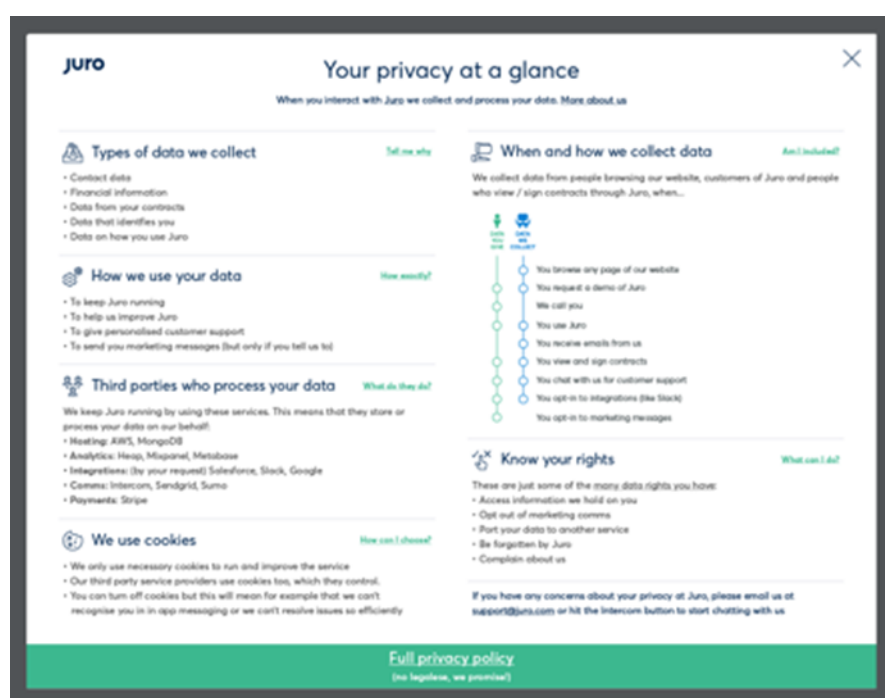 Juro
Your privacy at a glance
When you interact with Juro we collect and process your data. More about us
Types of data we collect
Tell me why
• Contact data
• Financial information
• Data from your contracts
• Data that identifies you
• Data on how you use Juro
How we use your data
How exactly?
• To keep Juro running
• To help us improve Juro
• To give personalised customer support
• To send you marketing messages (but only if you tell us to)
Third parties who process your data
What do they do?
We keep Juro running by using these services. This means that they store or
process your data on our behalf:
• Hosting: AWS, MongoDB
• Analytics: Heap, Mixpanel, Metabase
• Integrations: (by your request) Salesforce, Slack, Google
• Comms: Intercom, Sendgrid, Sumo
• Payments: Stripe
We use cookies
How can I choose?
• We only use necessary cookies to run and improve the service
• Our third party service providers use cookies too, which they control.
• You can turn off cookies but this will mean for example that we can't
recognise you in in app messaging or we can't resolve issues so efficiently
When and how we collect data
Am I included?
We collect data from people browsing our website, customers of Juro and people
who view / sign contracts through Juro, when...
DATA
YOU
GIVE
DATA
WE
COLLECT
You browse any page of our website
You request a demo of Juro
We call you
You use Juro
You receive emails from us
You view and sign contracts
You chat with us for customer support
You opt-in to integrations (like Slack)
You opt-in to marketing messages
Know your rights
What can I do?
These are just some of the many data rights you have:
• Access information we hold on you
• Opt out of marketing comms
• Port your data to another service
• Be forgotten by Juro
• Complain about us
If you have any concerns about your privacy at Juro, please email us at
support@juro.com or hit the Intercom button to start chatting with us
Full privacy policy
(no legalese, we promise!)